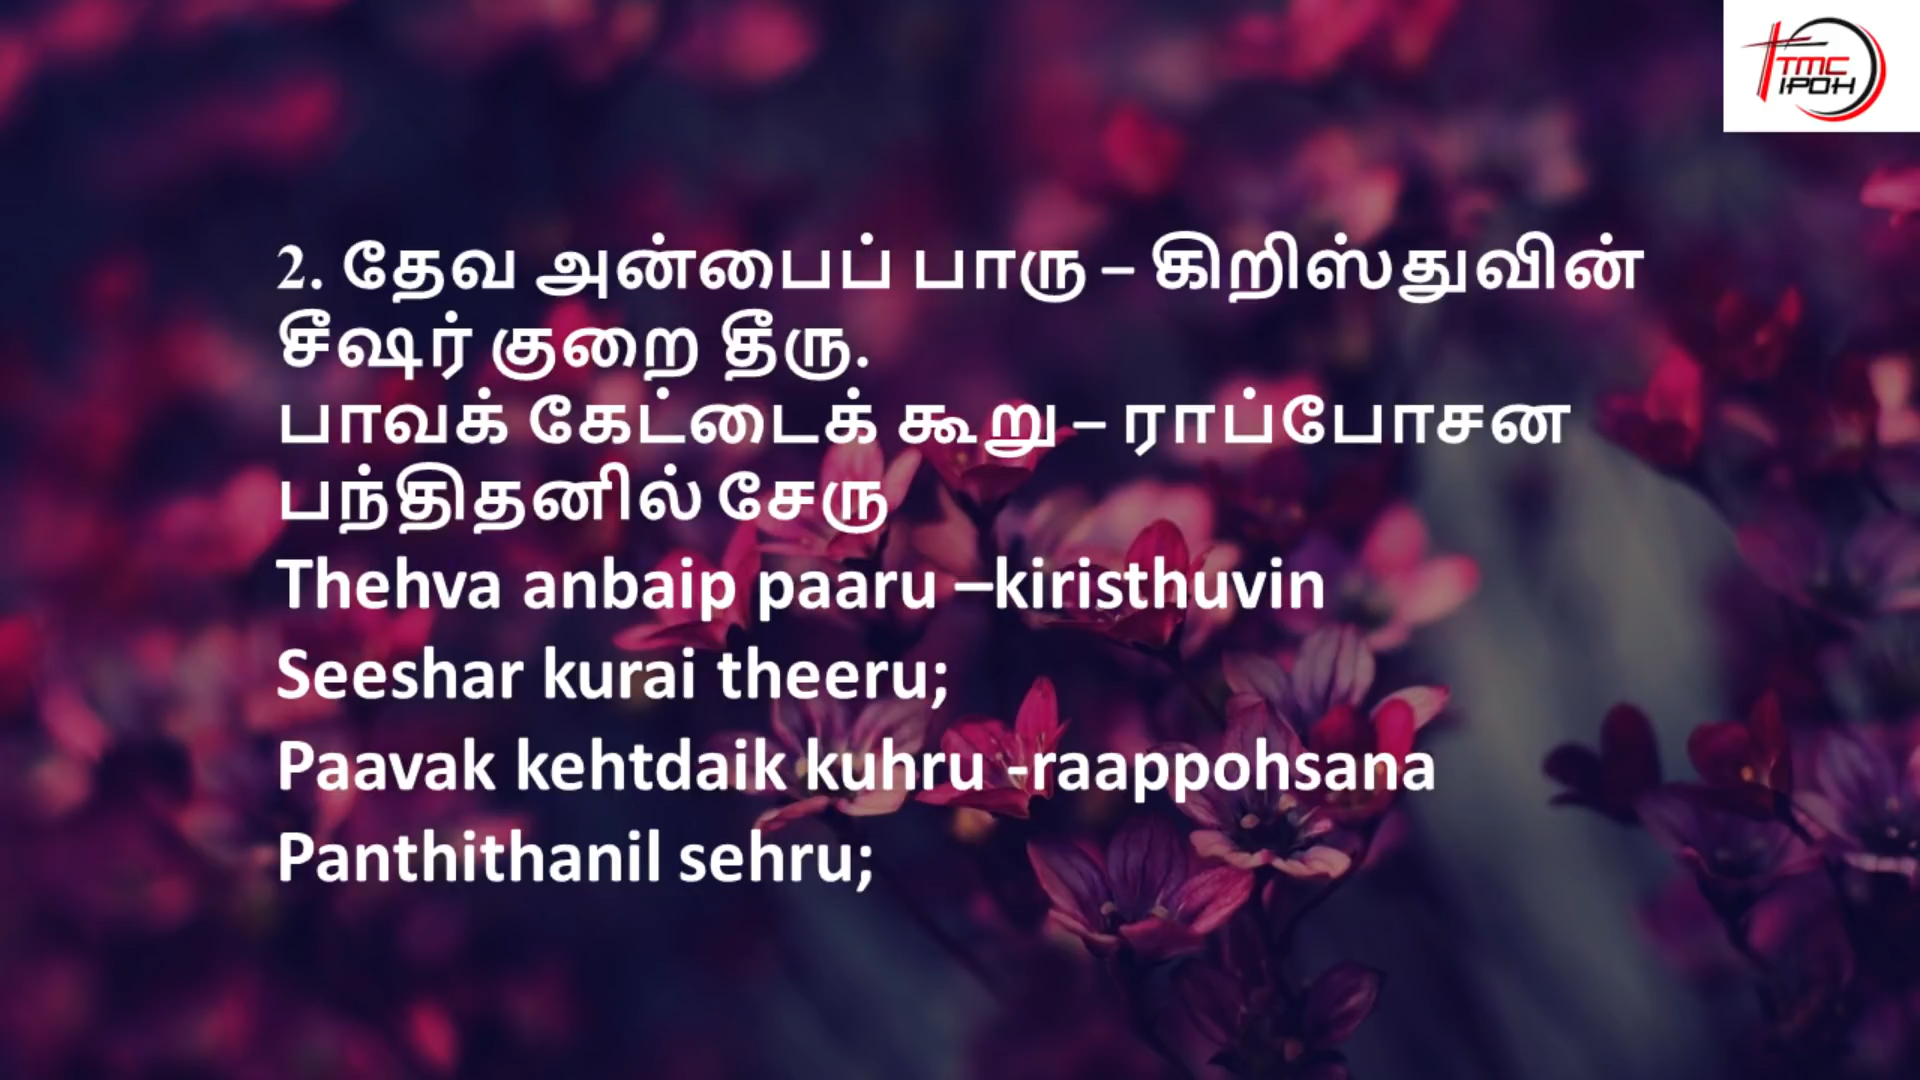 TMC
IPOH
2. தேவ அன்பைப் பாரு – கிறிஸ்துவின்
சீஷர் குறை தீரு.
பாவக் கேட்டைக் கூறு – ராப்போசன
பந்திதனில் சேரு
Thehva anbaip paaru –kiristhuvin
Seeshar kurai theeru;
Paavak kehtdaik kuhru -raappohsana
Panthithanil sehru;